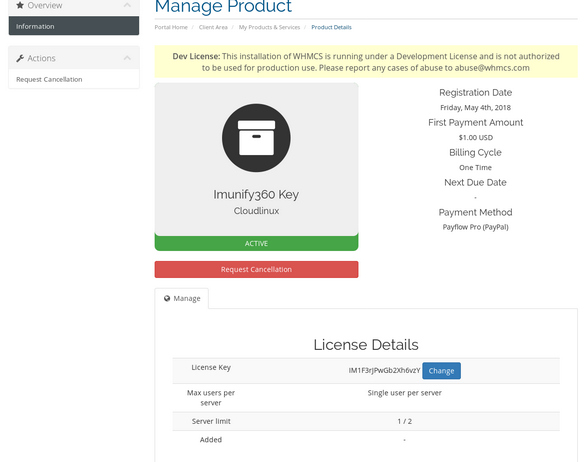 Manage Product
Overview
Information
Actions
Request Cancellation
Portal Home / Client Area / My Products & Services / Product Details
Dev License: This installation of WHMCS is running under a Development License and is not authorized
to be used for production use. Please report any cases of abuse to abuse@whmcs.com
Imunify360 Key
Cloudlinux
ACTIVE
Request Cancellation
Registration Date
Friday, May 4th, 2018
First Payment Amount
$1.00 USD
Billing Cycle
One Time
Next Due Date
-
Payment Method
Payflow Pro (PayPal)
Manage
License Details
License Key IM1F3rJPwGb2Xh6vzY Change
Max users per
server
Single user per server
Server limit 1 / 2
Added -